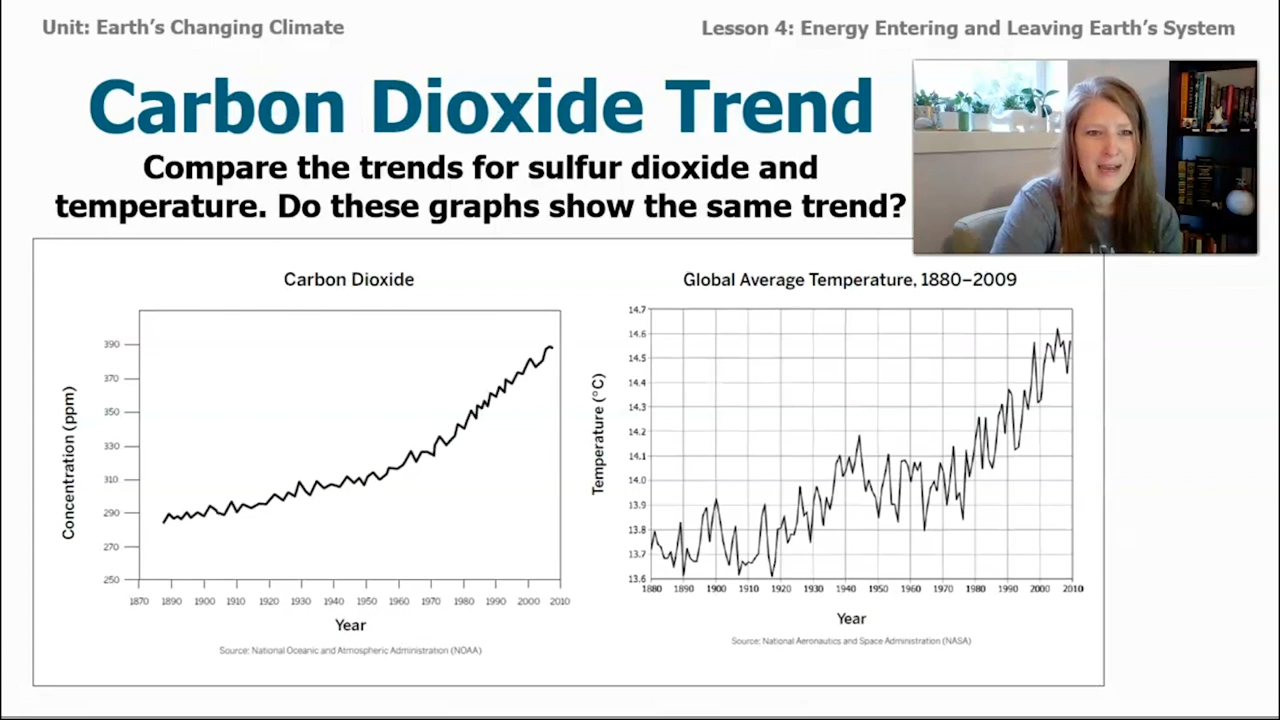 Unit: Earth's Changing Climate
Lesson 4: Energy Entering and Leaving Earth's System
Carbon Dioxide Trend
Compare the trends for sulfur dioxide and
temperature. Do these graphs show the same trend?
Carbon Dioxide
Concentration (ppm)
390
370
350
330
310
290
270
250
1870 1890 1900 1910 1920 1930 1940 1950 1960 1970 1980 1990 2000 2010
Year
Source: National Oceanic and Atmospheric Administration (NOAA)
Global Average Temperature, 1880–2009
Temperature (°C)
14.7
14.6
14.5
14.4
14.3
14.2
14.1
14.0
13.9
13.8
13.7
13.6
1880 1890 1900 1910 1920 1930 1940 1950 1960 1970 1980 1990 2000 2010
Year
Source: National Aeronautics and Space Administration (NASA)